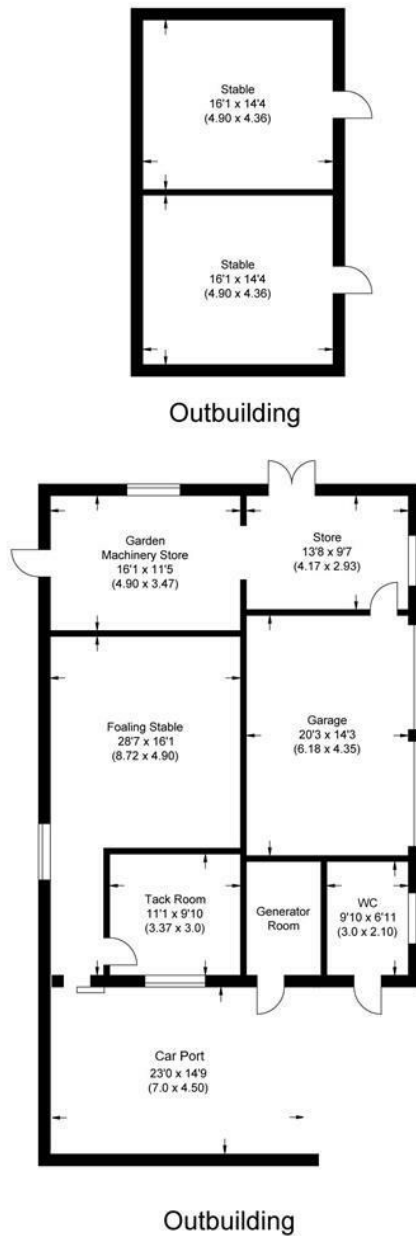 Stable
16'1 x 14'4
(4.90 x 4.36)
Stable
16'1 x 14'4
(4.90 x 4.36)
Outbuilding
Garden
Machinery Store
16'1 x 11'5
(4.90 x 3.47)
Store
13'8 x 9'7
(4.17 x 2.93)
Foaling Stable
28'7 x 16'1
(8.72 x 4.90)
Garage
20'3 x 14'3
(6.18 x 4.35)
Tack Room
11'1 x 9'10
(3.37 x 3.0)
Generator
Room
WC
9'10 x 6'11
(3.0 x 2.10)
Car Port
23'0 x 14'9
(7.0 x 4.50)
Outbuilding